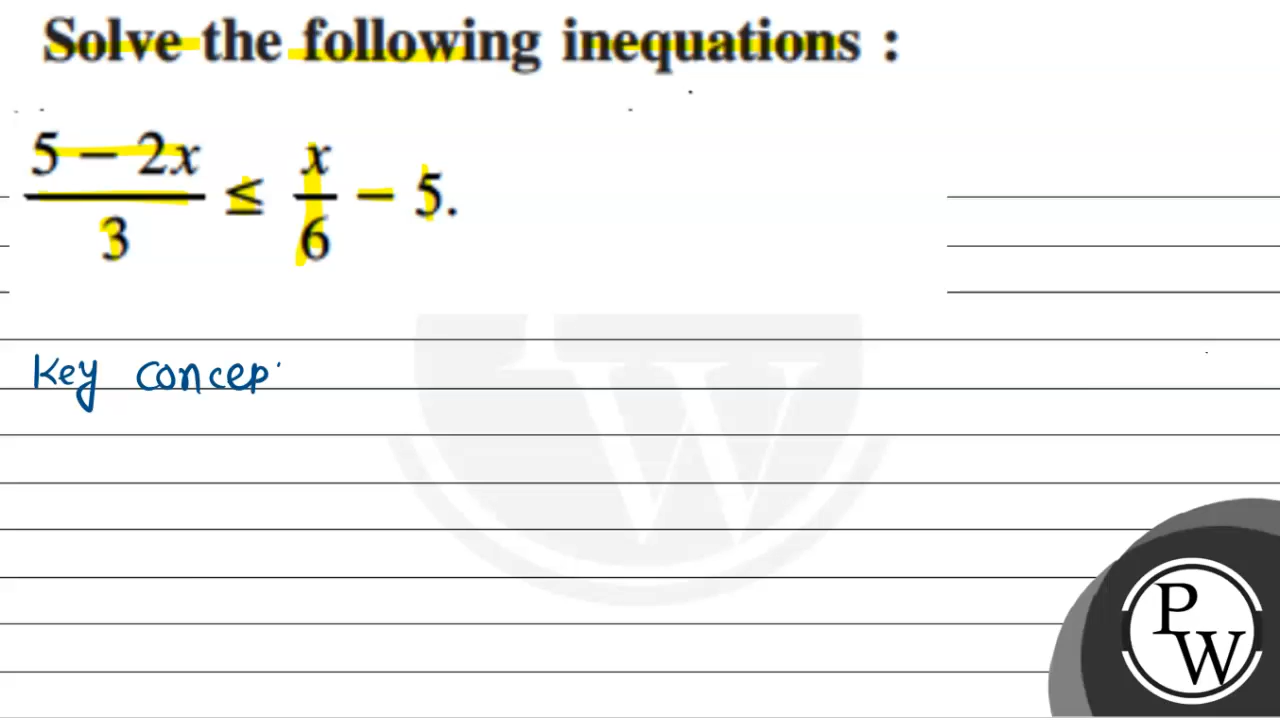 Solve the following inequations :
5 − 2x / 3 ≤ x / 6 − 5.
Key concep
P
W